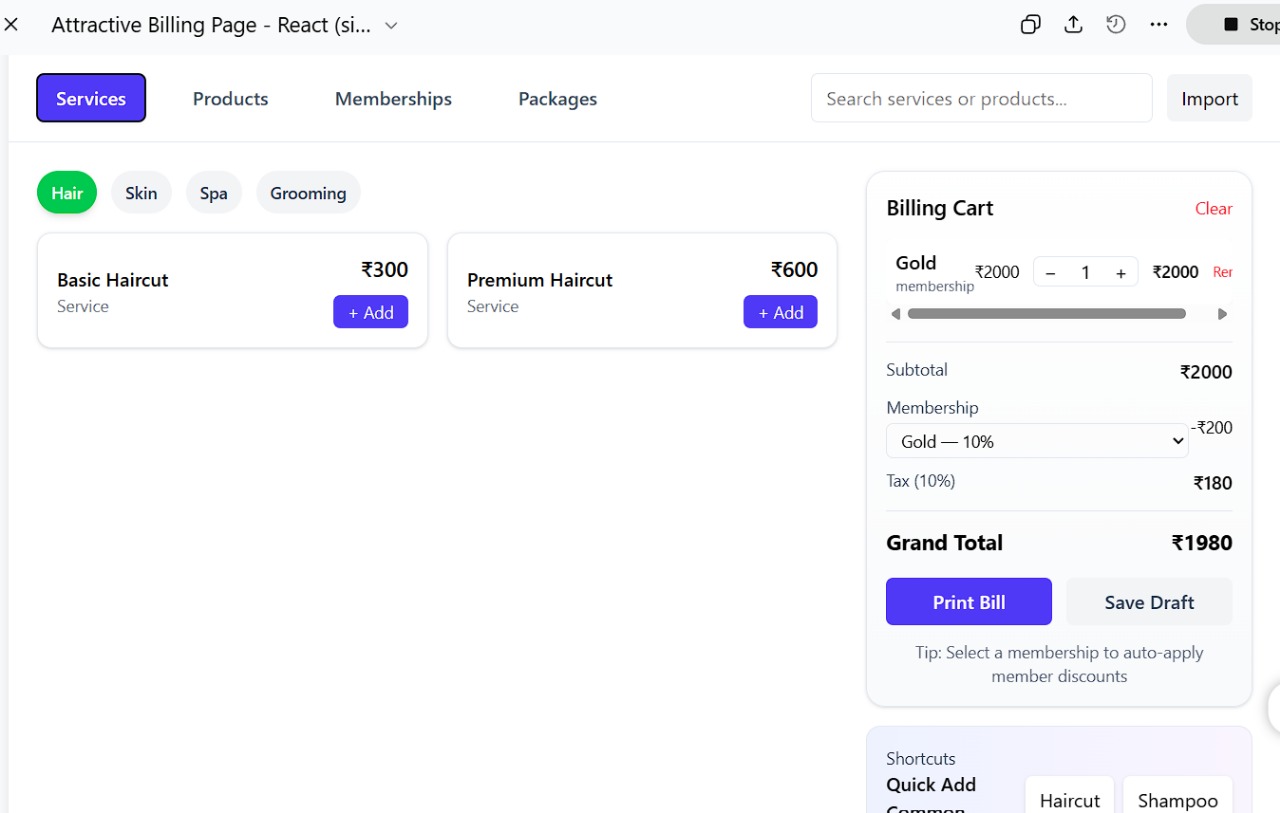 Attractive Billing Page - React (si...
Services Products Memberships Packages Search services or products... Import
Hair Skin Spa Grooming
Basic Haircut
Service
₹300
+ Add
Premium Haircut
Service
₹600
+ Add
Billing Cart Clear
Gold
membership
₹2000 − 1 + ₹2000
Subtotal ₹2000
Membership
Gold — 10% -₹200
Tax (10%) ₹180
Grand Total ₹1980
Print Bill Save Draft
Tip: Select a membership to auto-apply
member discounts
Shortcuts
Quick Add
Common
Haircut Shampoo